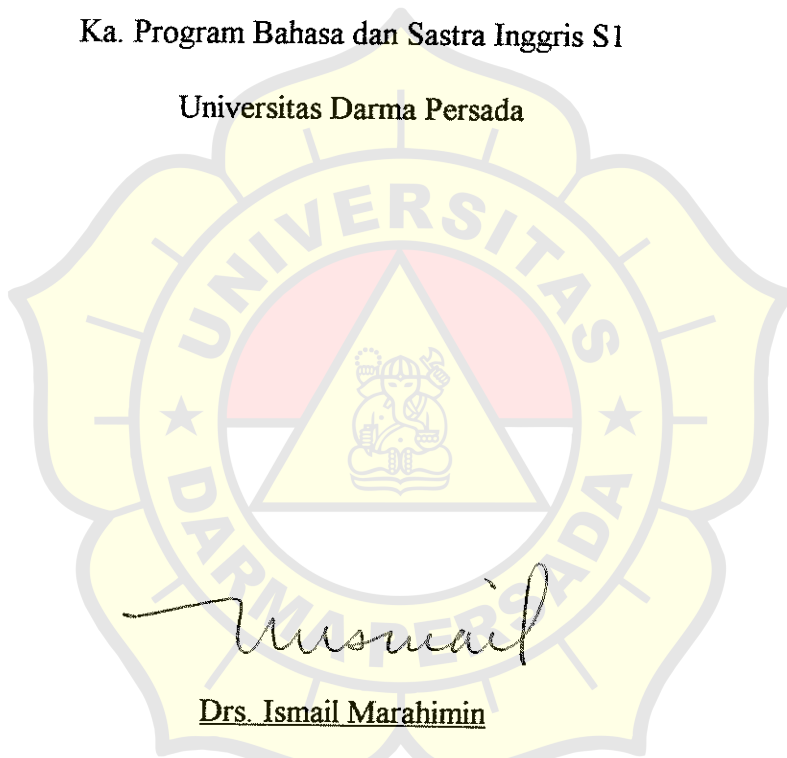 Ka. Program Bahasa dan Sastra Inggris S1
Universitas Darma Persada
UNIVERSITAS
DARMA PERSADA
Drs. Ismail Marahimin